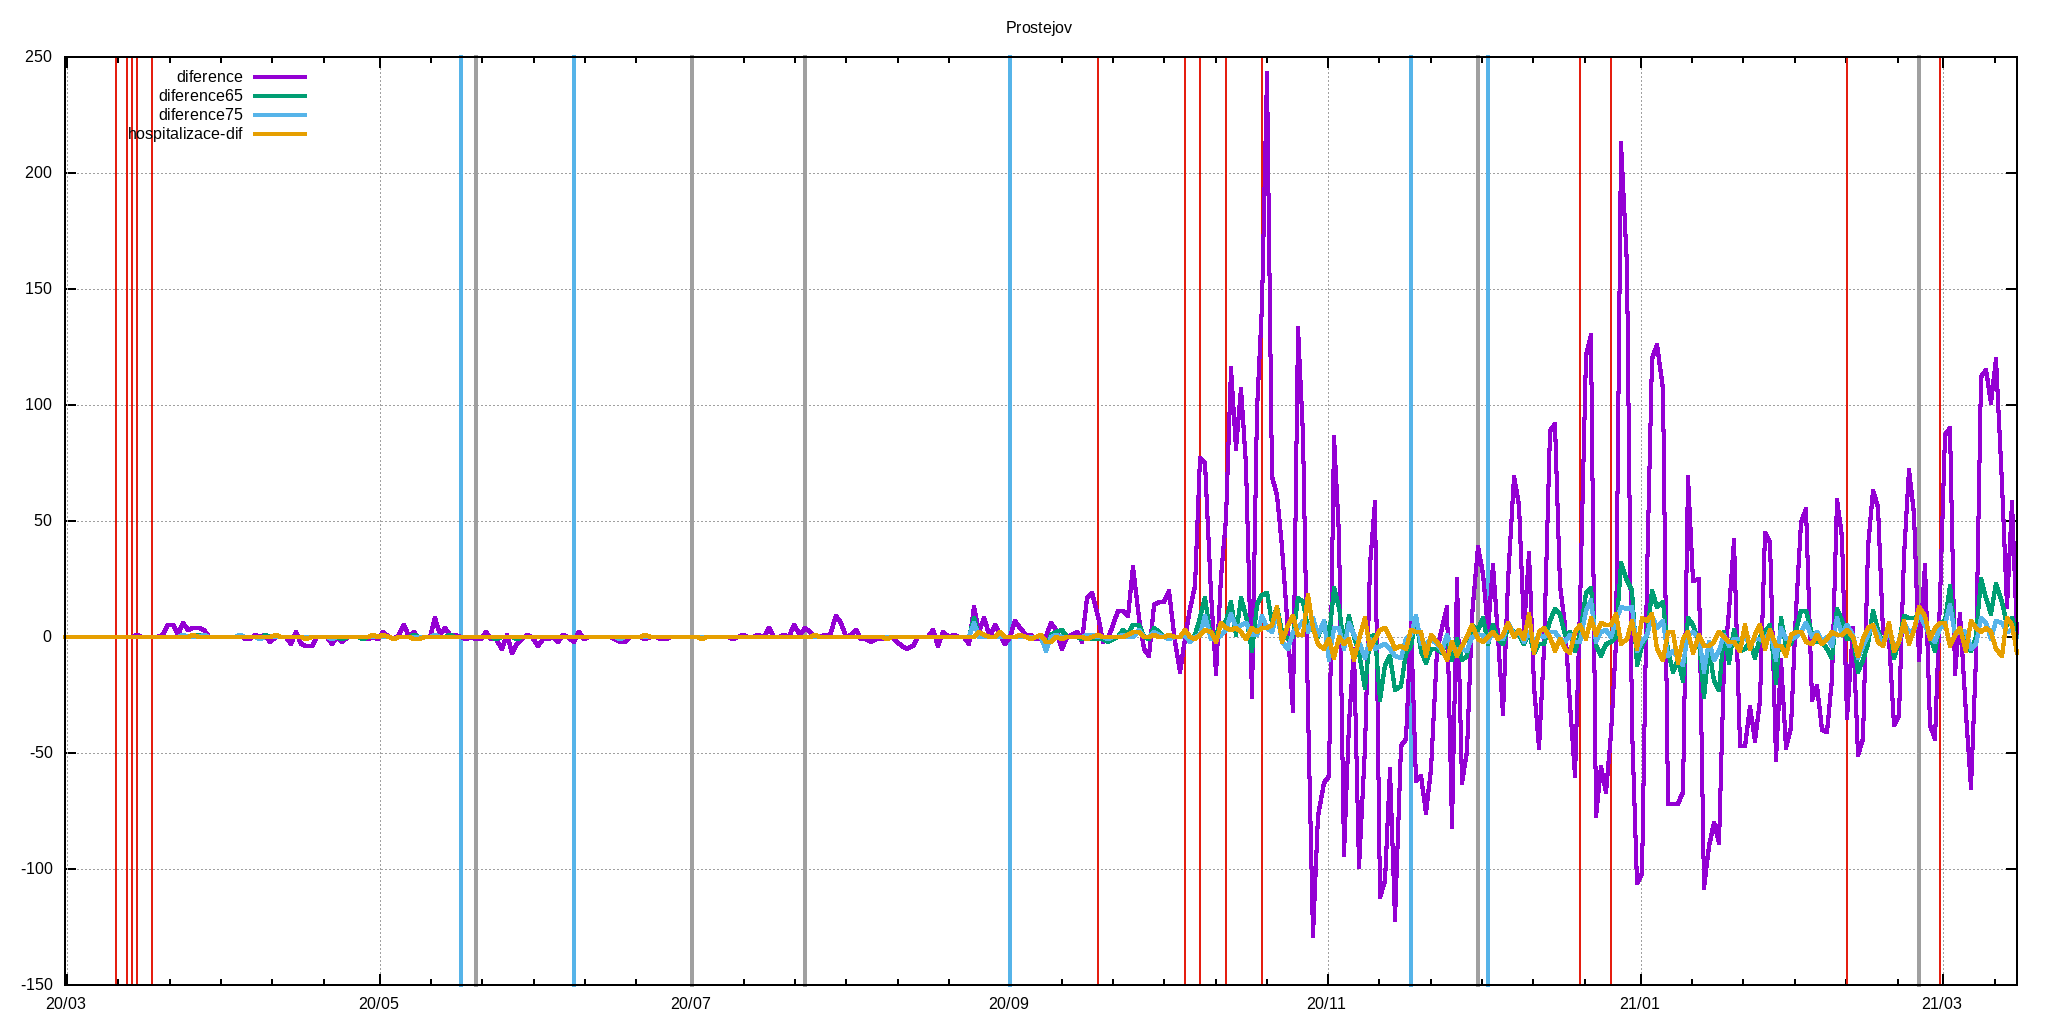 Prostejov
250
diference
diference65
diference75
hospitalizace-dif
200
150
100
50
0
-50
-100
-150
20/03 20/05 20/07 20/09 20/11 21/01 21/03